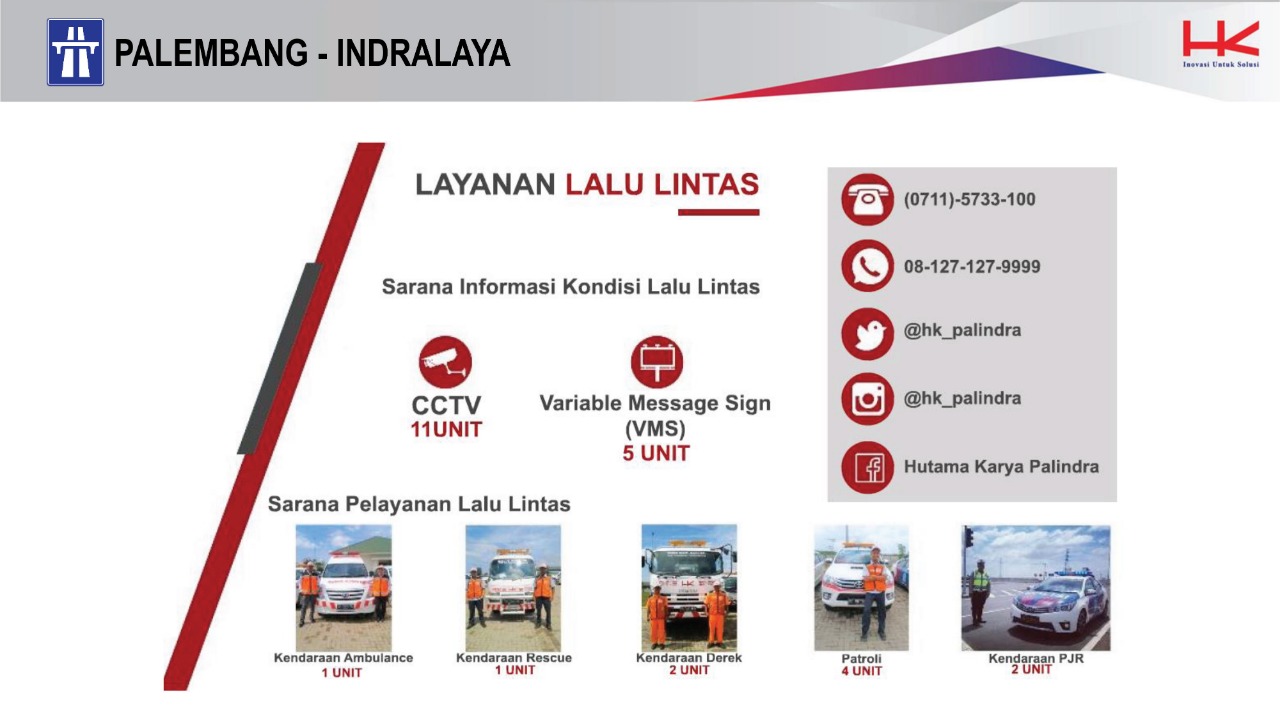 PALEMBANG - INDRALAYA
HK
Inovasi Untuk Solusi
LAYANAN LALU LINTAS
(0711)-5733-100
08-127-127-9999
@hk_palindra
@hk_palindra
Hutama Karya Palindra
Sarana Informasi Kondisi Lalu Lintas
CCTV
11UNIT
Variable Message Sign
(VMS)
5 UNIT
Sarana Pelayanan Lalu Lintas
Kendaraan Ambulance
1 UNIT
Kendaraan Rescue
1 UNIT
Kendaraan Derek
2 UNIT
Patroli
4 UNIT
Kendaraan PJR
2 UNIT